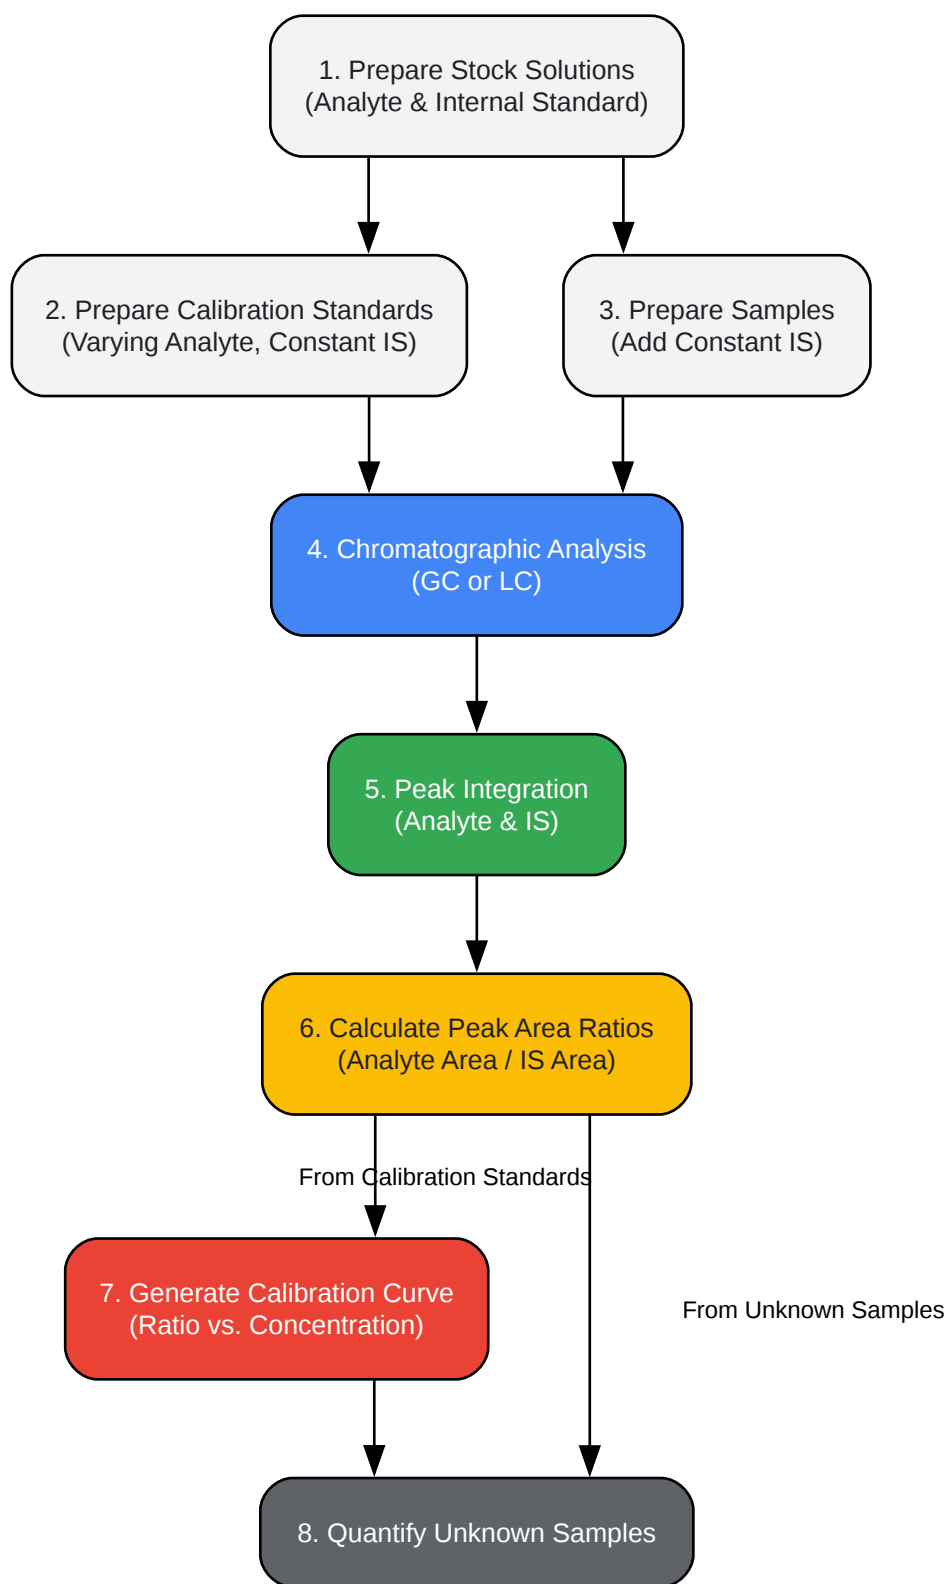 1. Prepare Stock Solutions
(Analyte & Internal Standard)
2. Prepare Calibration Standards
(Varying Analyte, Constant IS)
3. Prepare Samples
(Add Constant IS)
4. Chromatographic Analysis
(GC or LC)
5. Peak Integration
(Analyte & IS)
6. Calculate Peak Area Ratios
(Analyte Area / IS Area)
From Calibration Standards
7. Generate Calibration Curve
(Ratio vs. Concentration)
From Unknown Samples
8. Quantify Unknown Samples